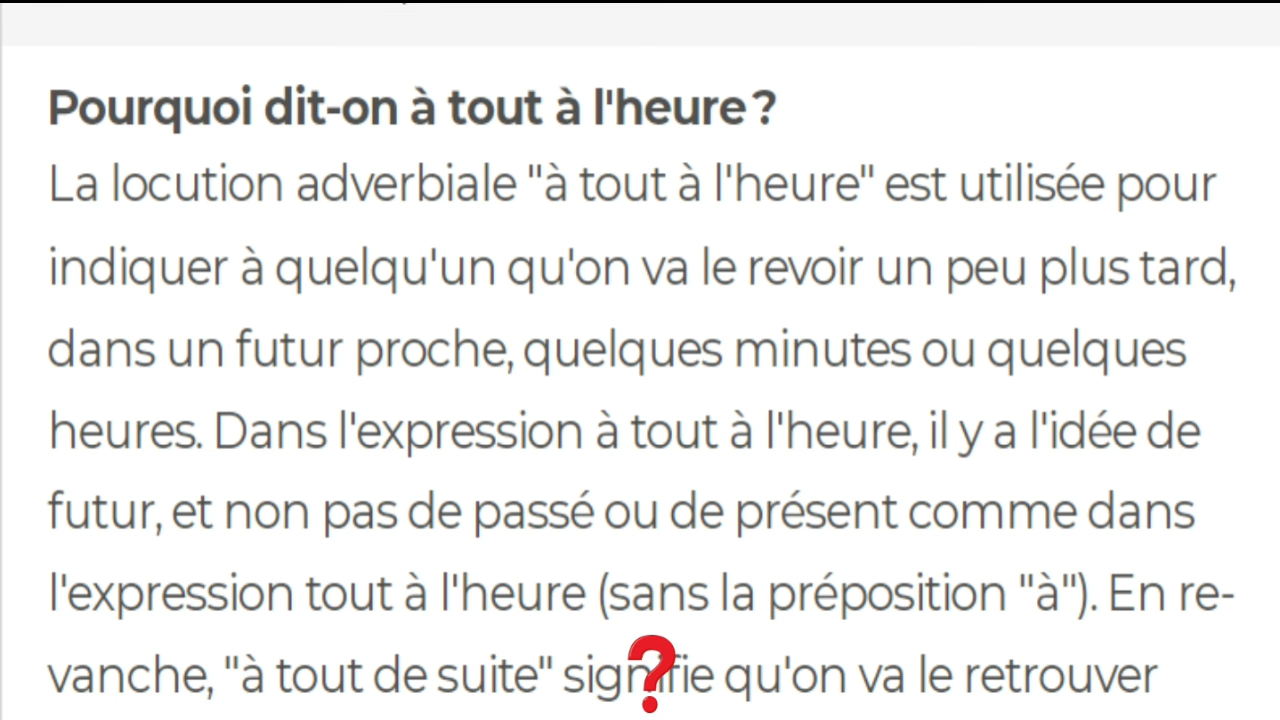 Pourquoi dit-on à tout à l'heure ?
La locution adverbiale "à tout à l'heure" est utilisée pour
indiquer à quelqu'un qu'on va le revoir un peu plus tard,
dans un futur proche, quelques minutes ou quelques
heures. Dans l'expression à tout à l'heure, il y a l'idée de
futur, et non pas de passé ou de présent comme dans
l'expression tout à l'heure (sans la préposition "à"). En re-
vanche, "à tout de suite" signifie qu'on va le retrouver